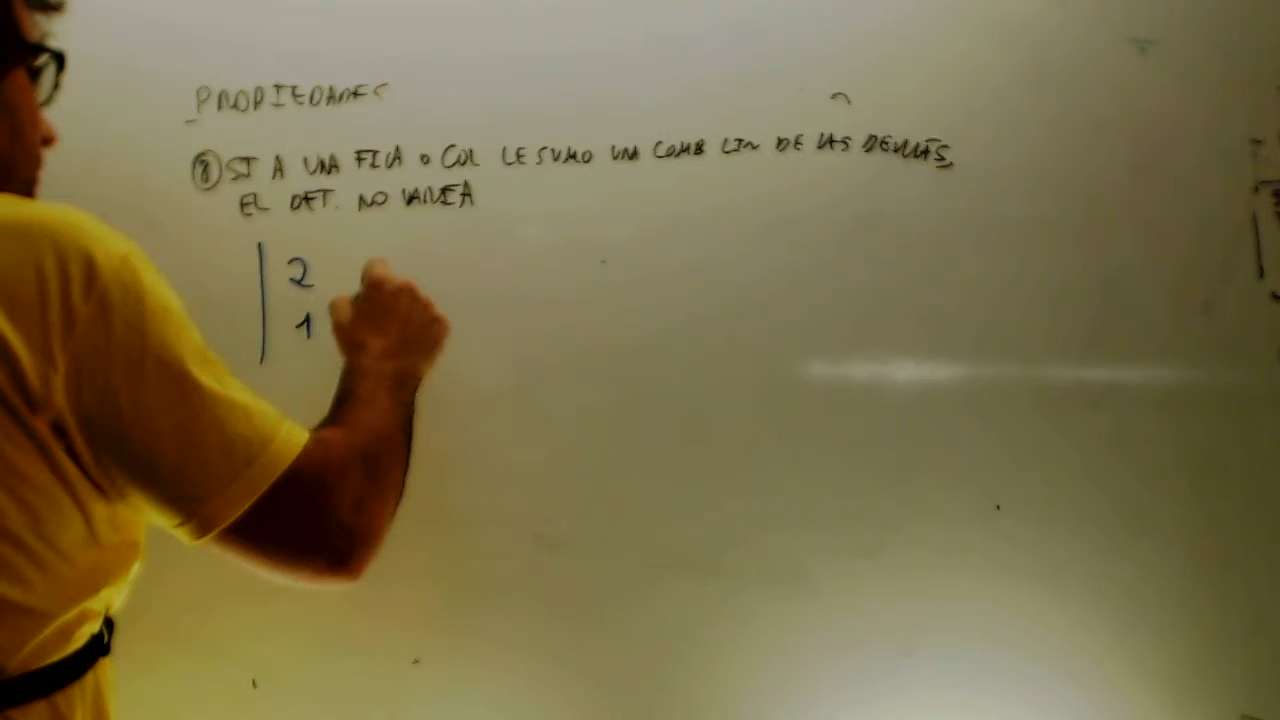 PROPIEDADES
⑧ SI A UNA FILA O COL LE SUMO UNA COMB LIN DE LAS DEMÁS,
EL DET. NO VARÍA
2
1